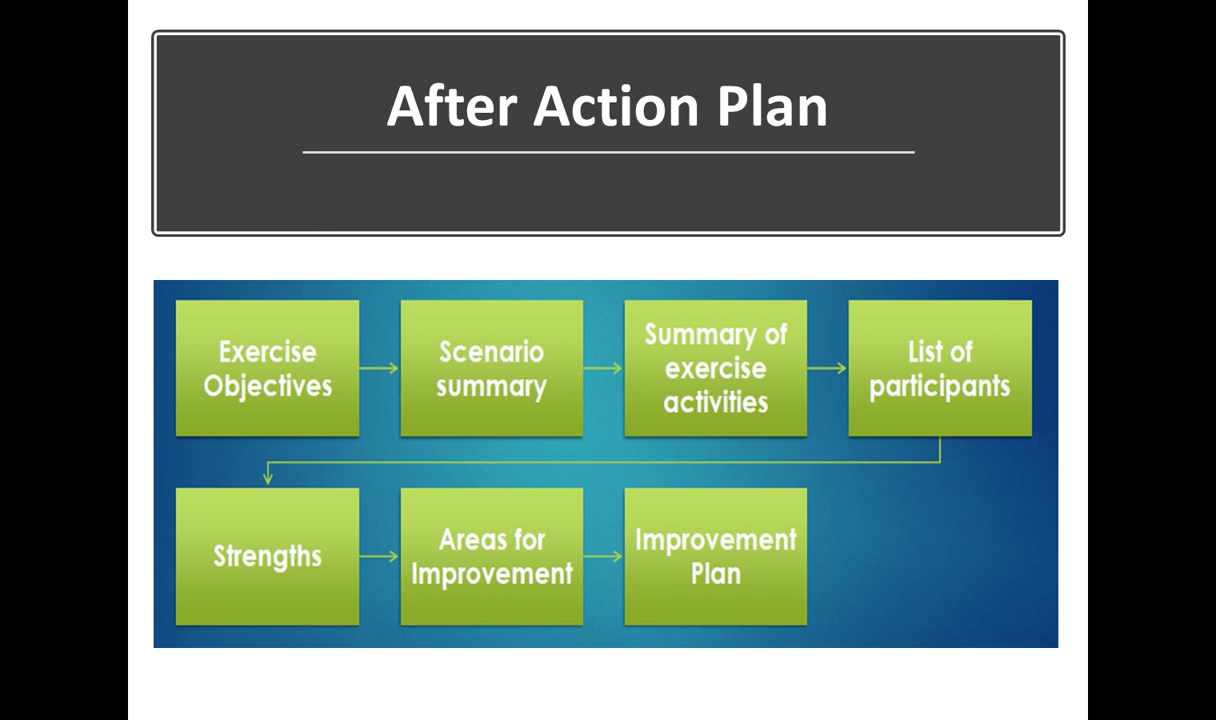 After Action Plan
Exercise
Objectives
Scenario
summary
Summary of
exercise
activities
List of
participants
Strengths
Areas for
Improvement
Improvement
Plan